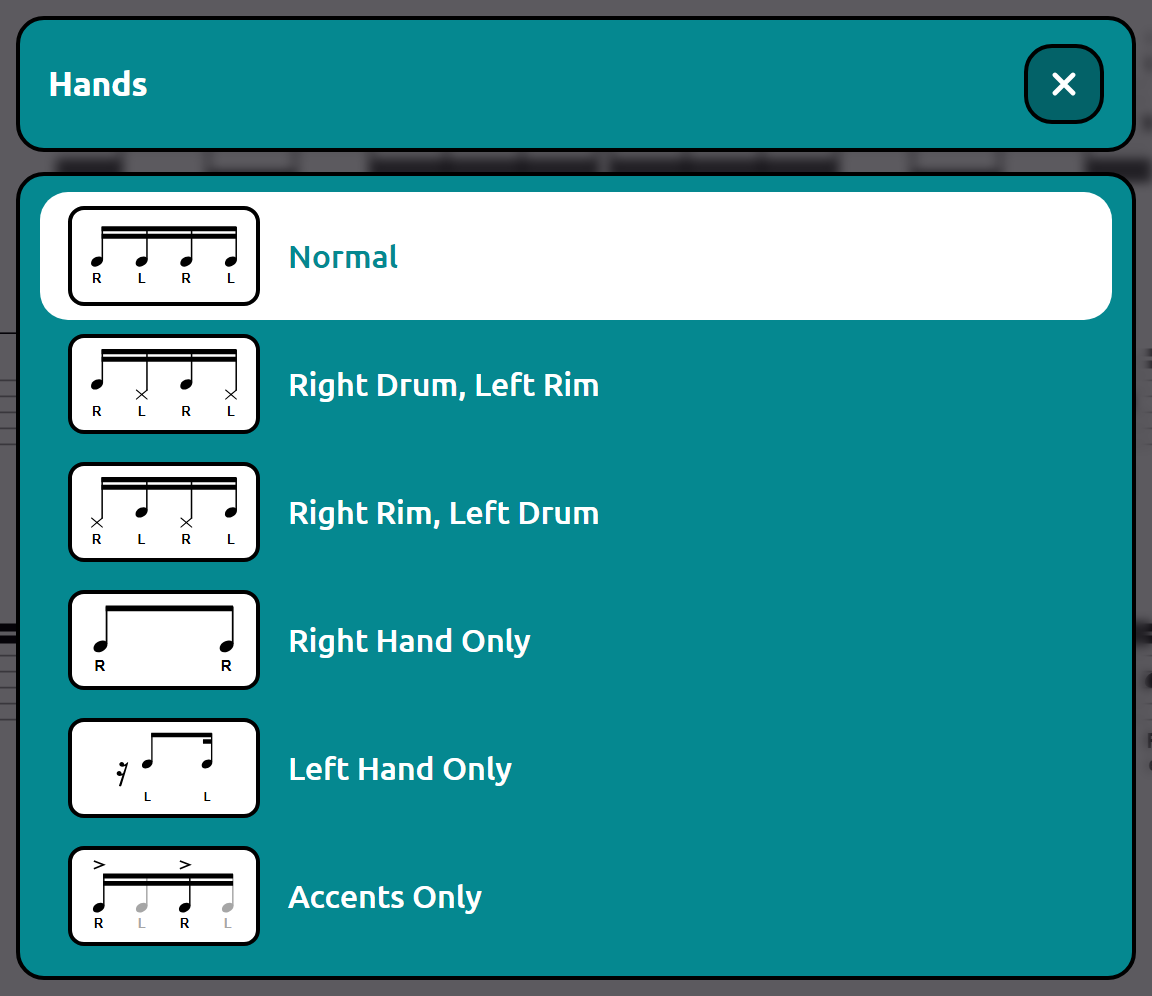 Hands
R L R L
Normal
R L R L
Right Drum, Left Rim
R L R L
Right Rim, Left Drum
R R
Right Hand Only
L L
Left Hand Only
R L R L
Accents Only